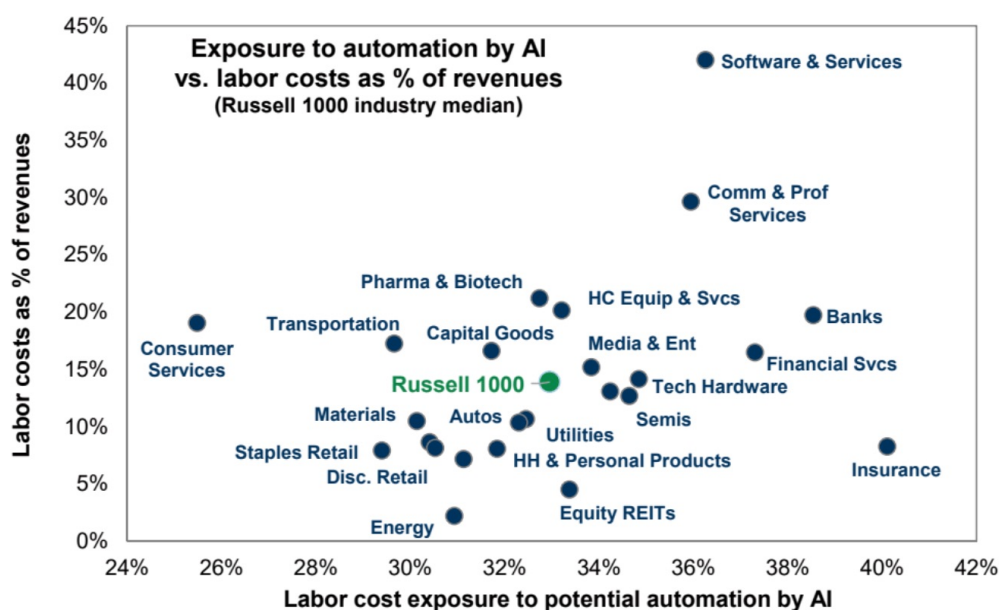 Exposure to automation by AI
vs. labor costs as % of revenues
(Russell 1000 industry median)
Labor costs as % of revenues
45%
40%
35%
30%
25%
20%
15%
10%
5%
0%
Software & Services
Comm & Prof
Services
Pharma & Biotech
HC Equip & Svcs
Banks
Transportation
Capital Goods
Consumer
Services
Media & Ent
Financial Svcs
Russell 1000
Tech Hardware
Materials
Autos
Semis
Utilities
Staples Retail
HH & Personal Products
Insurance
Disc. Retail
Equity REITs
Energy
24%
26%
28%
30%
32%
34%
36%
38%
40%
42%
Labor cost exposure to potential automation by AI